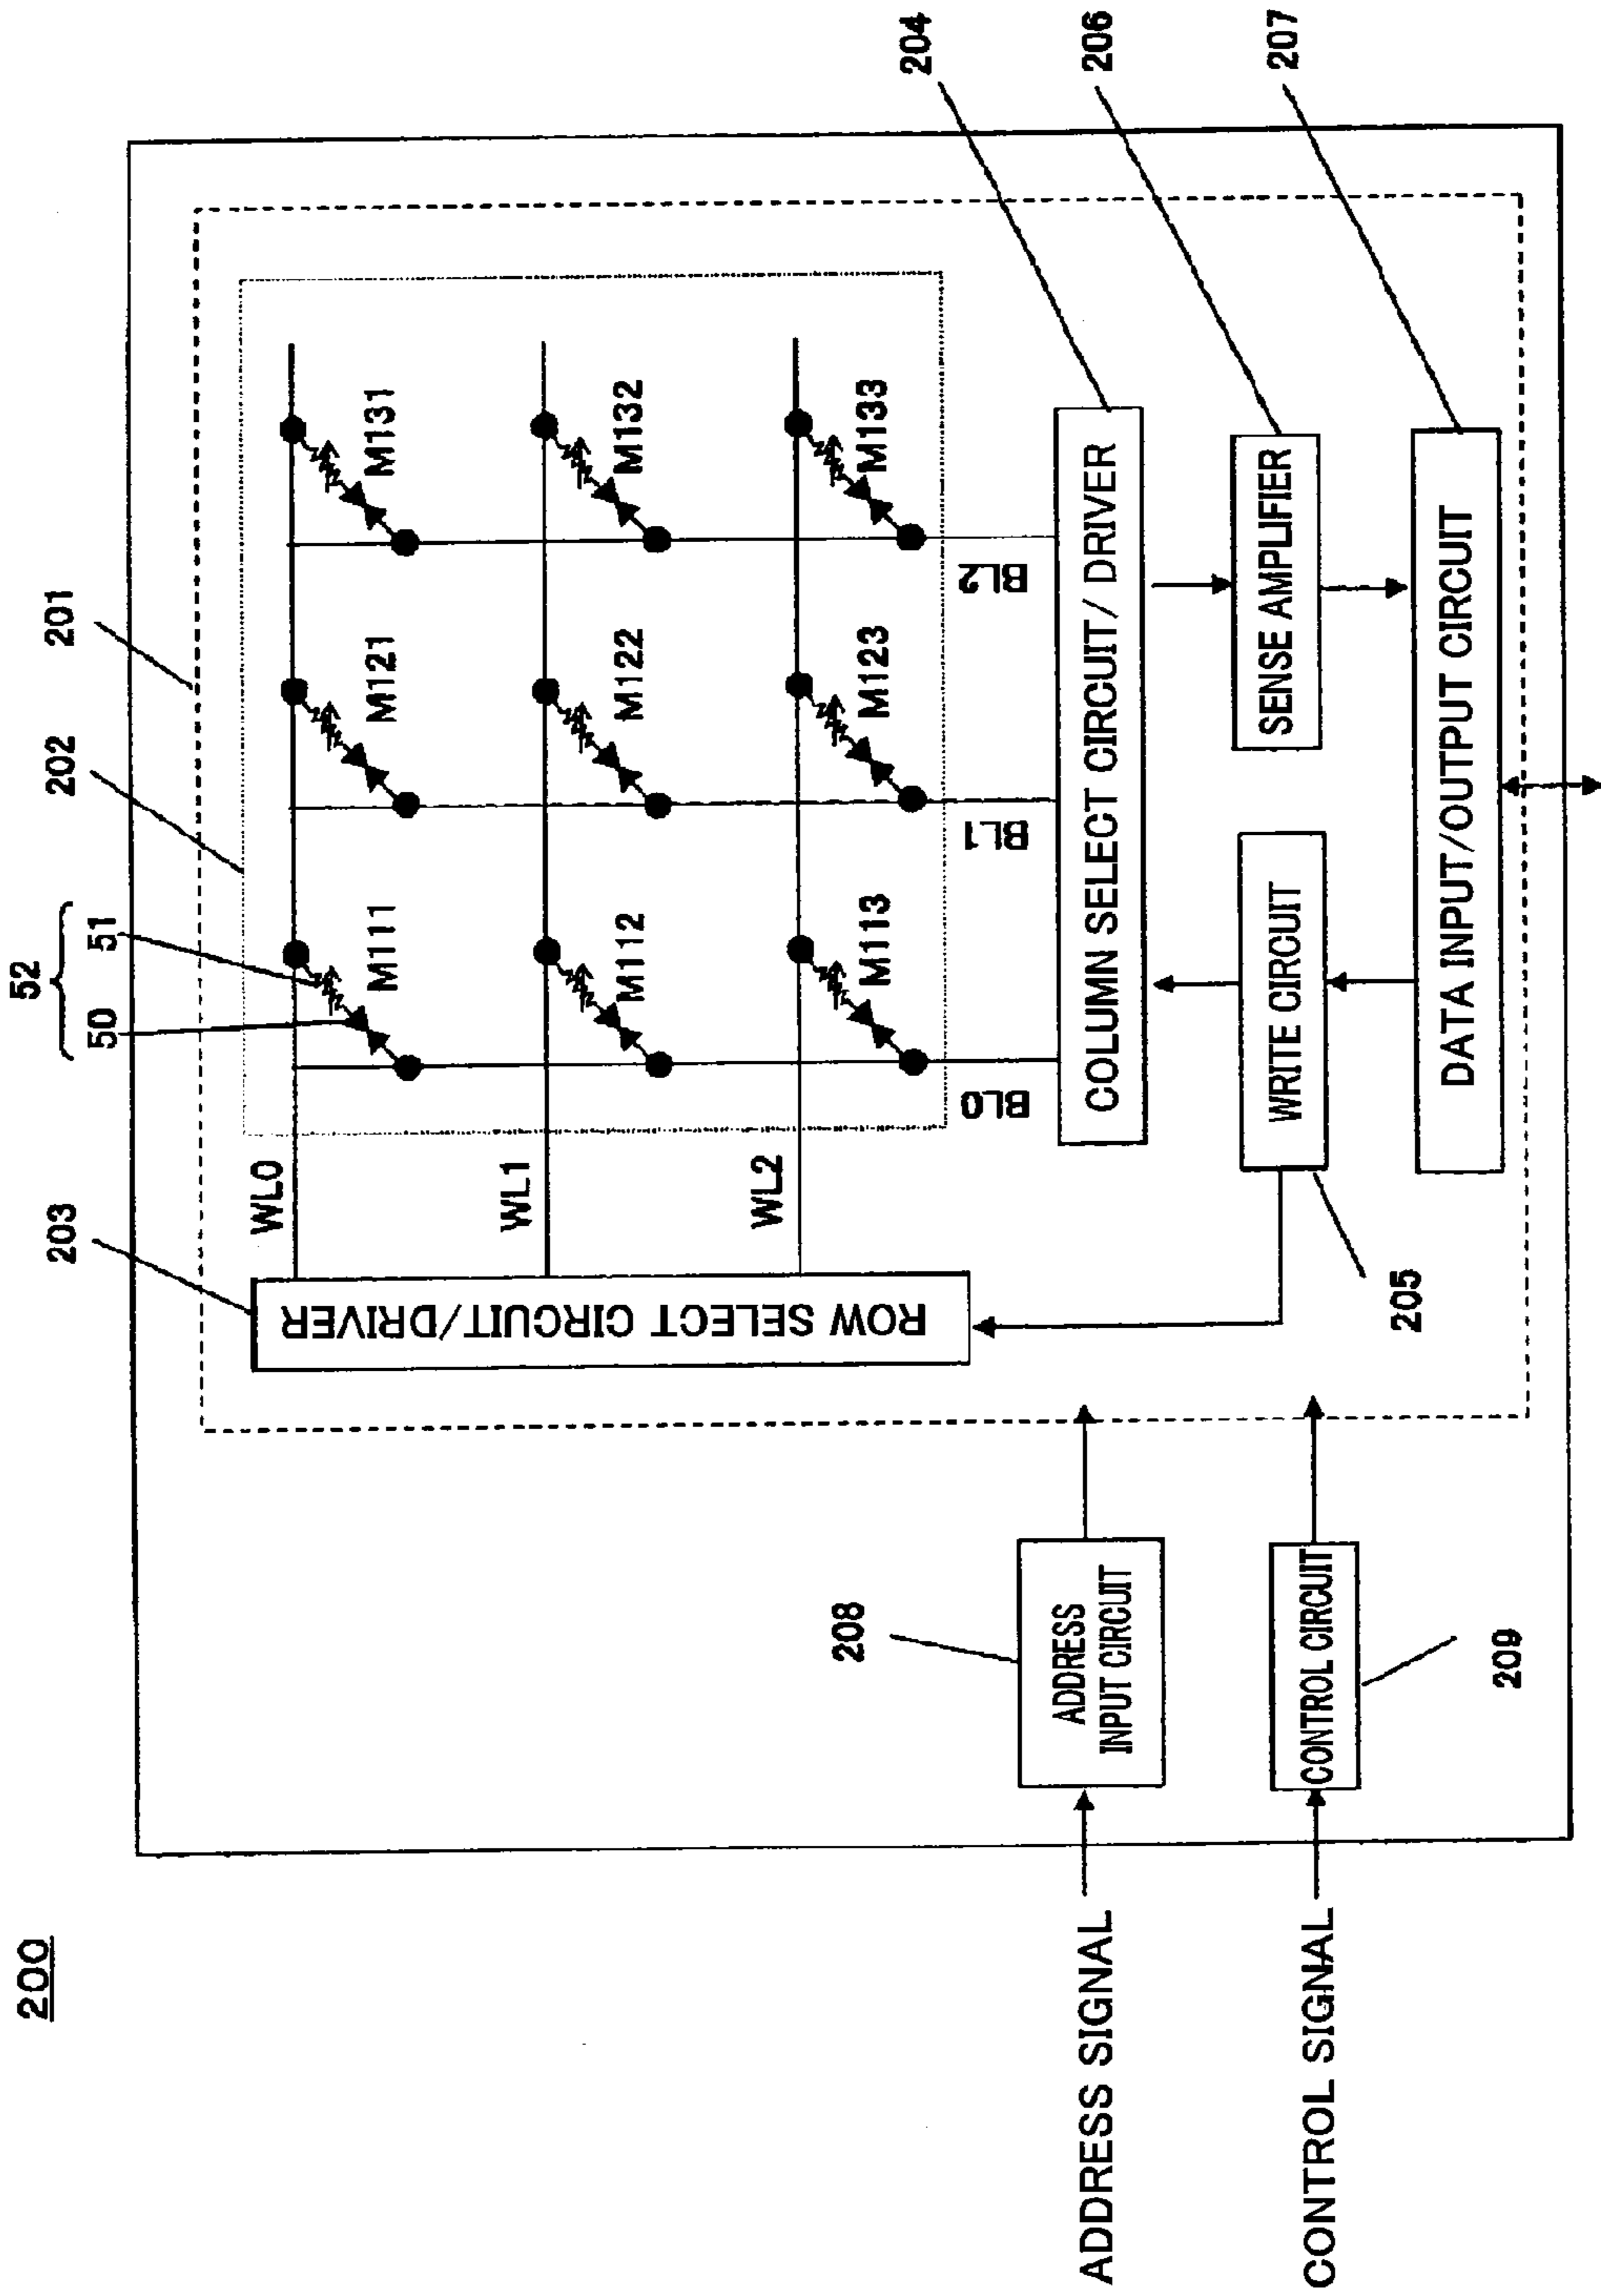 200
52
50 51
203
202
201
204
206
207
WL0
WL1
WL2
M111
M121
M131
M112
M122
M132
M113
M123
M133
BL0
BL1
BL2
ROW SELECT CIRCUIT/DRIVER
COLUMN SELECT CIRCUIT/ DRIVER
WRITE CIRCUIT
SENSE AMPLIFIER
205
DATA INPUT/OUTPUT CIRCUIT
208
ADDRESS
INPUT CIRCUIT
ADDRESS SIGNAL
CONTROL CIRCUIT
CONTROL SIGNAL
209